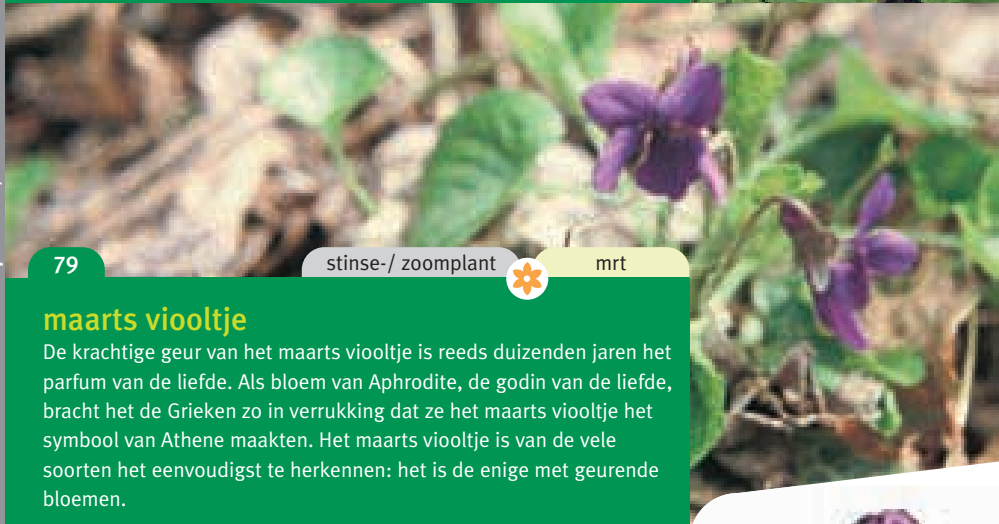 79
stinse-/ zoomplant
mrt
maarts viooltje
De krachtige geur van het maarts viooltje is reeds duizenden jaren het
parfum van de liefde. Als bloem van Aphrodite, de godin van de liefde,
bracht het de Grieken zo in verrukking dat ze het maarts viooltje het
symbool van Athene maakten. Het maarts viooltje is van de vele
soorten het eenvoudigst te herkennen: het is de enige met geurende
bloemen.